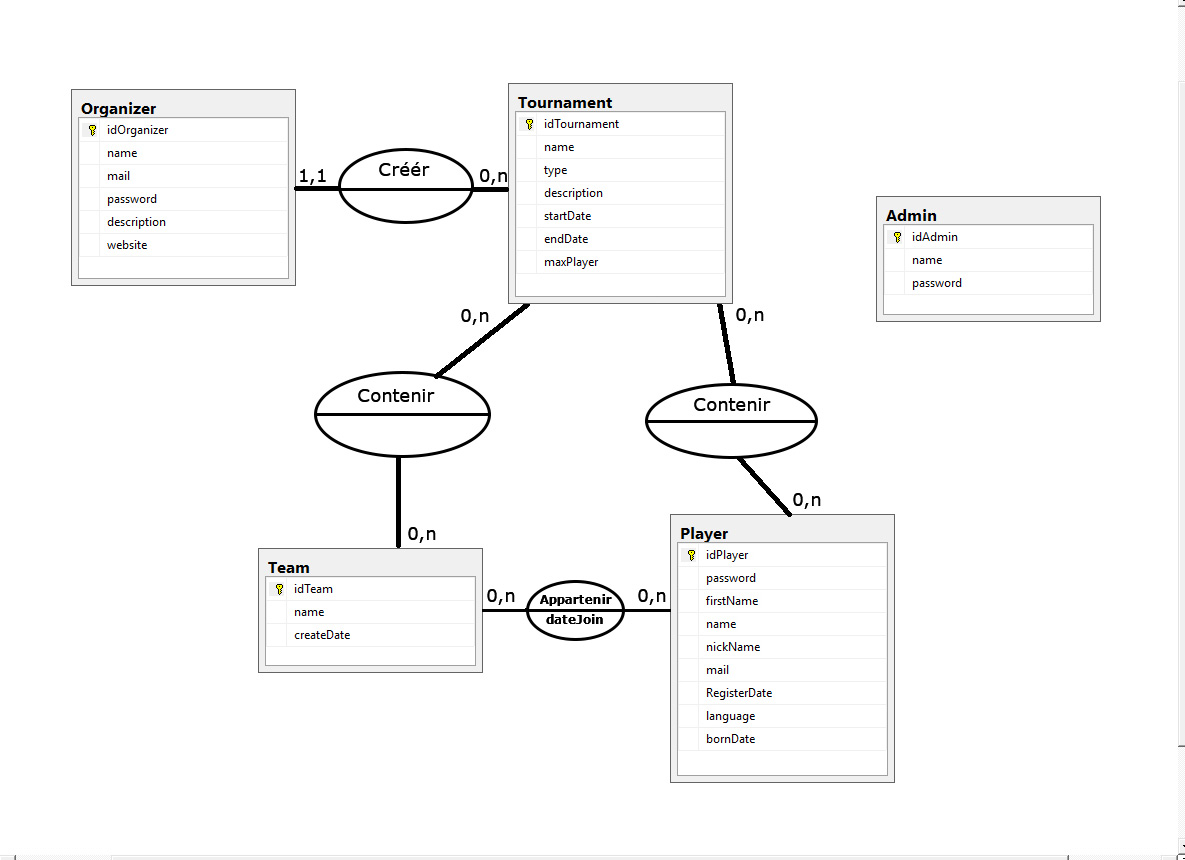 Organizer
idOrganizer
name
mail
password
description
website
1,1
Créér
0,n
Tournament
idTournament
name
type
description
startDate
endDate
maxPlayer
Admin
idAdmin
name
password
0,n
0,n
Contenir
Contenir
0,n
0,n
Team
idTeam
name
createDate
0,n
Appartenir
dateJoin
0,n
Player
idPlayer
password
firstName
name
nickName
mail
RegisterDate
language
bornDate